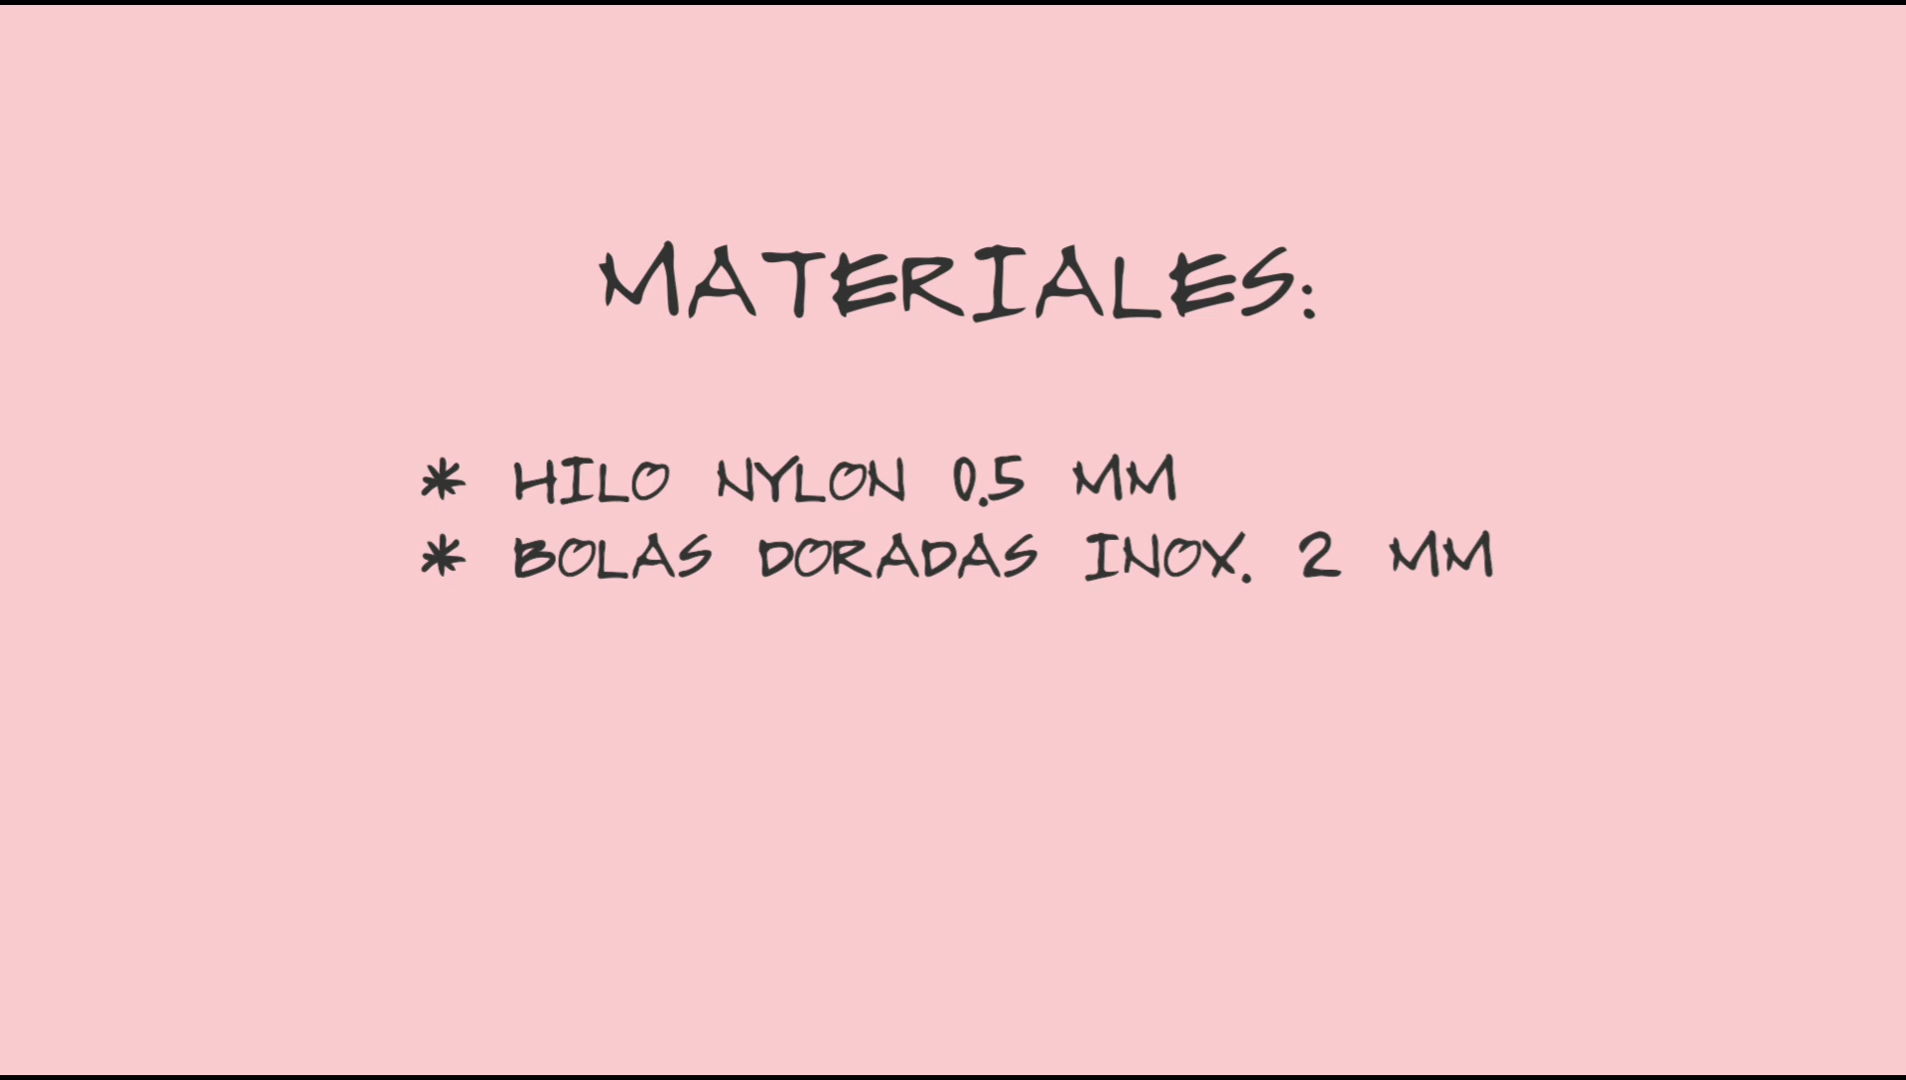 MATERIALES:
* HILO NYLON 0.5 MM
* BOLAS DORADAS INOX. 2 MM